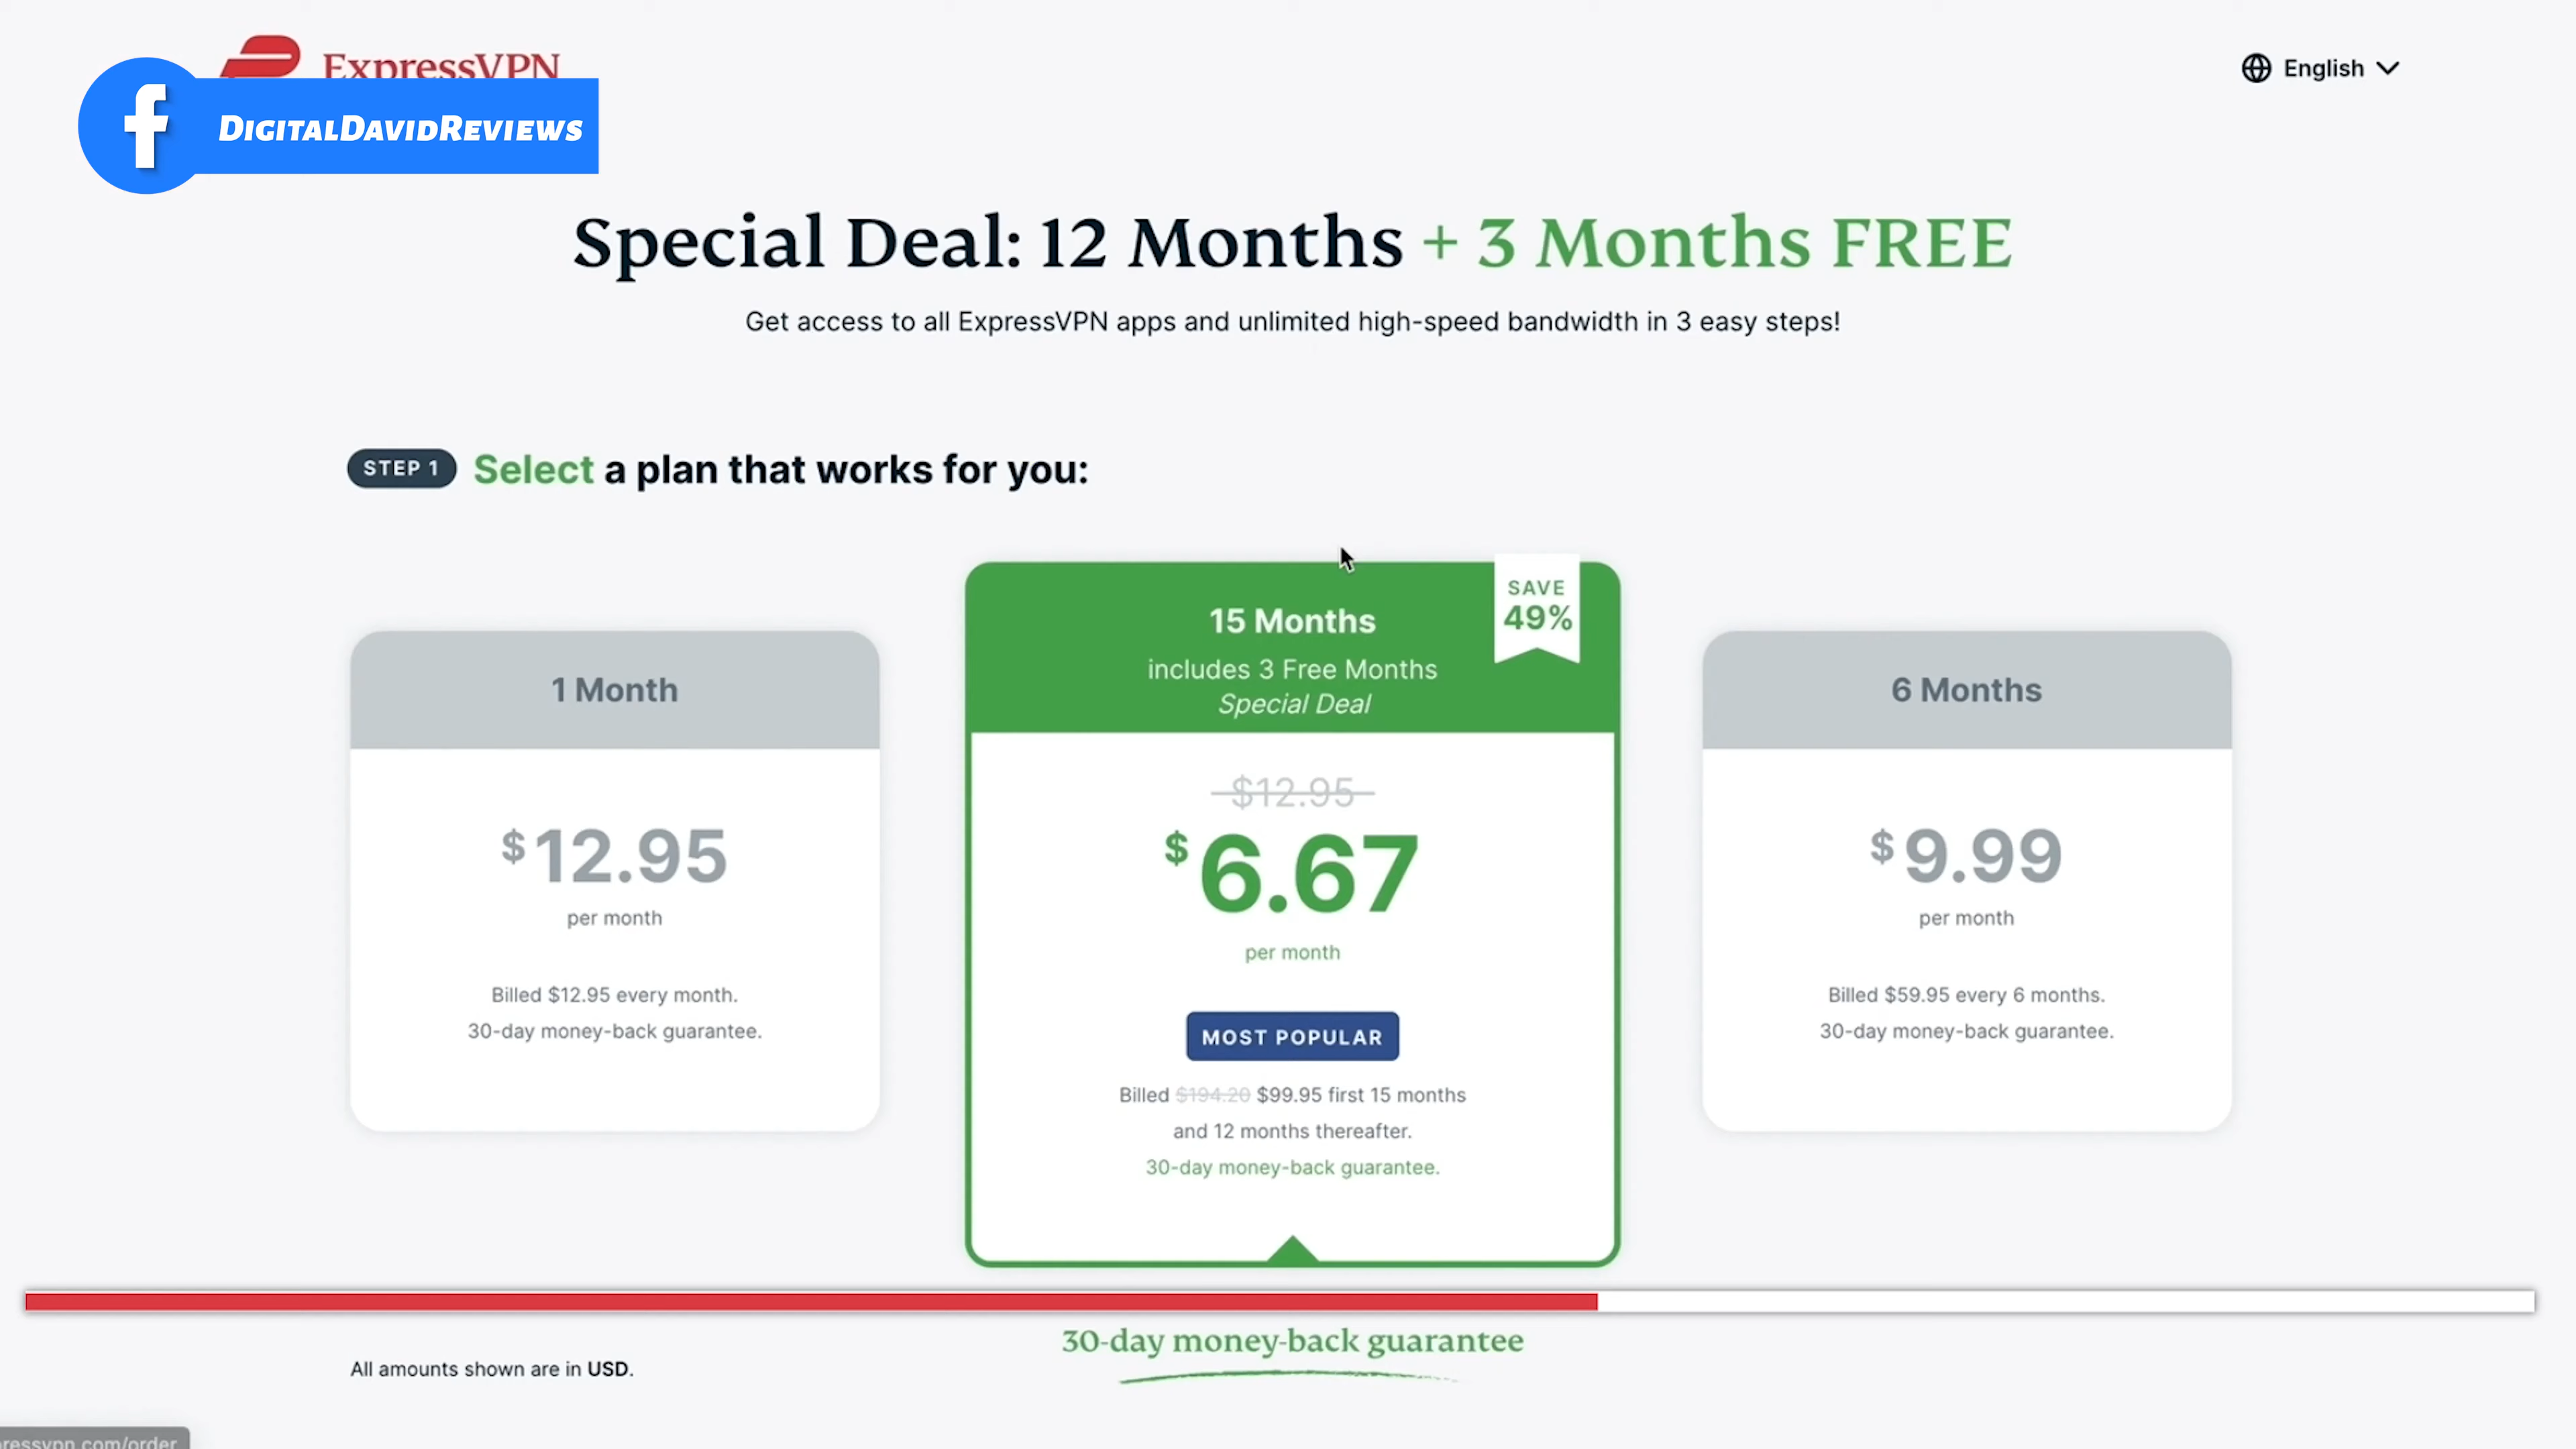 ExpressVPN
English
f DigitalDavidReviews
Special Deal: 12 Months + 3 Months FREE
Get access to all ExpressVPN apps and unlimited high-speed bandwidth in 3 easy steps!
STEP 1 Select a plan that works for you:
1 Month
$12.95
per month
Billed $12.95 every month.
30-day money-back guarantee.
SAVE
49%
15 Months
includes 3 Free Months
Special Deal
$12.95
$6.67
per month
MOST POPULAR
Billed $194.20 $99.95 first 15 months
and 12 months thereafter.
30-day money-back guarantee.
6 Months
$9.99
per month
Billed $59.95 every 6 months.
30-day money-back guarantee.
30-day money-back guarantee
All amounts shown are in USD.
pressvpn.com/order